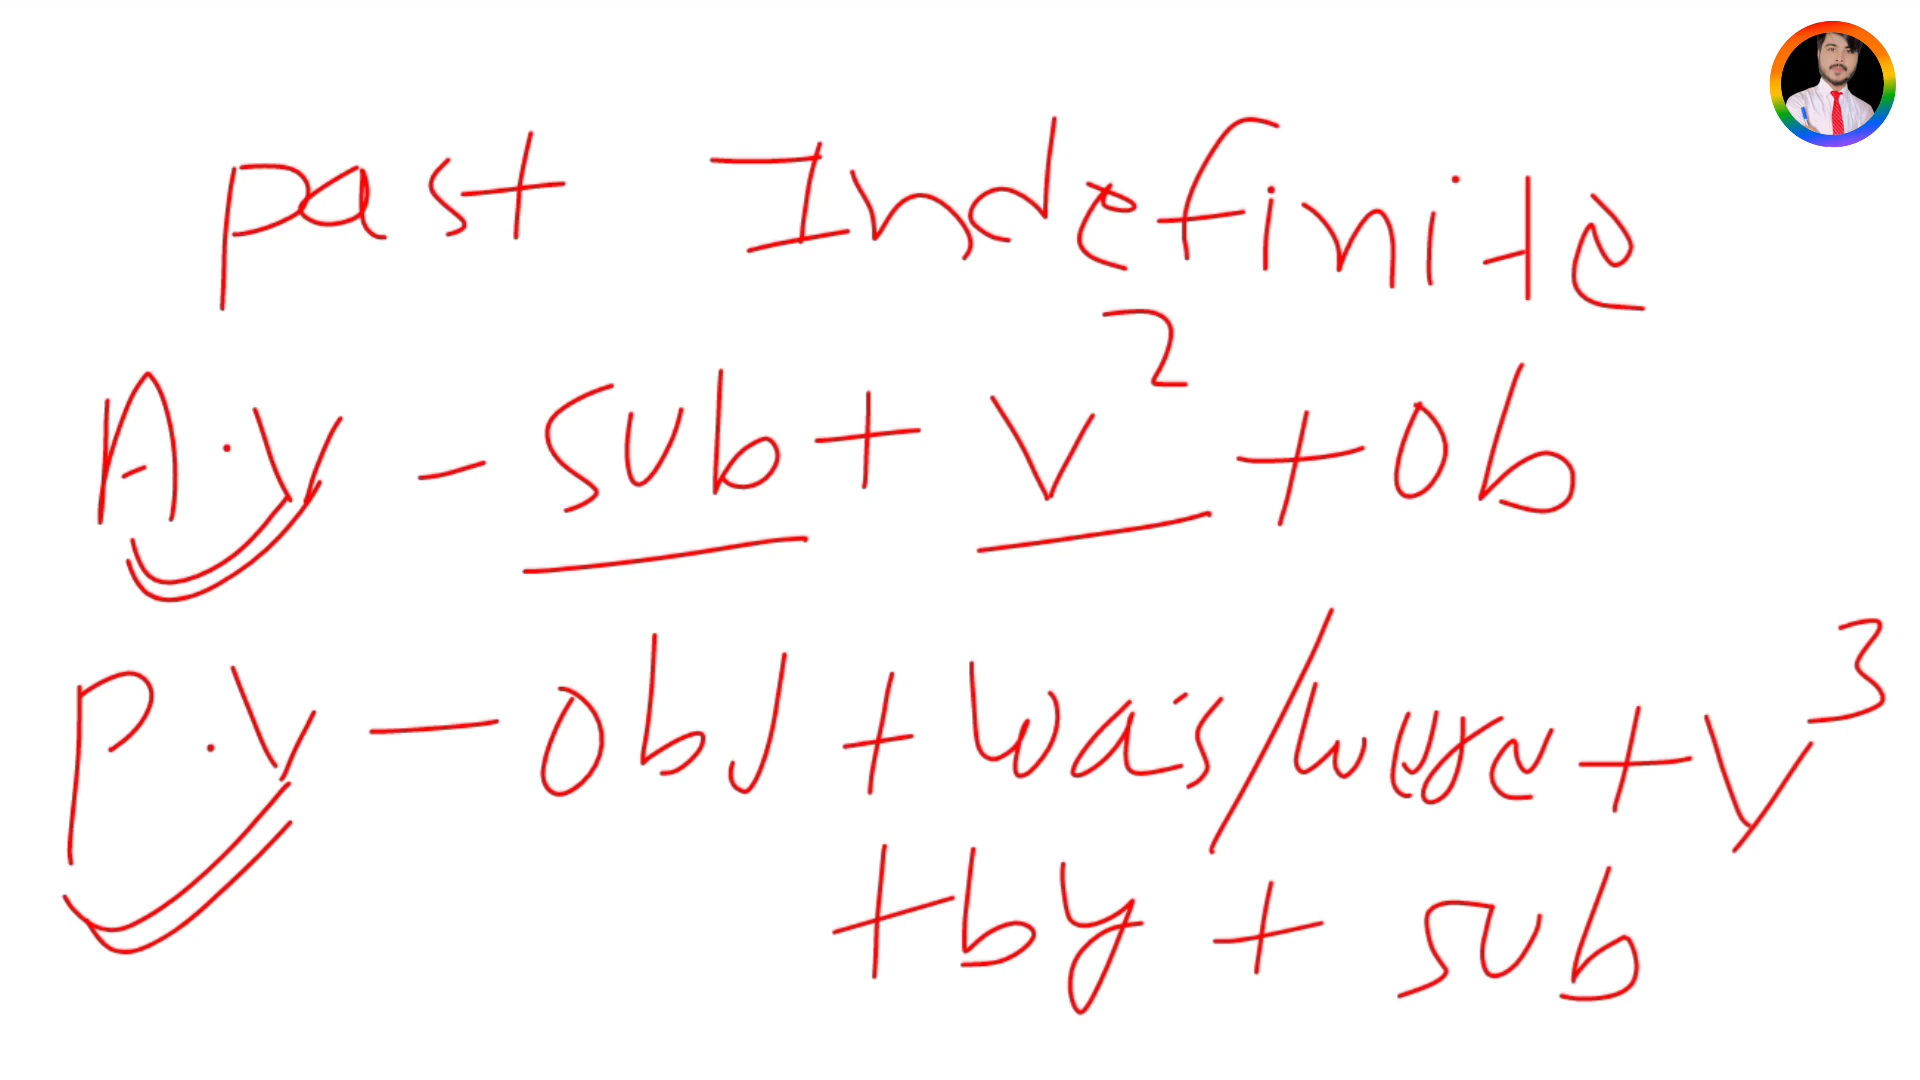 past Indefinite
A.V - sub + V² + Ob
P.V - Obj + was/were + V³
+ by + sub